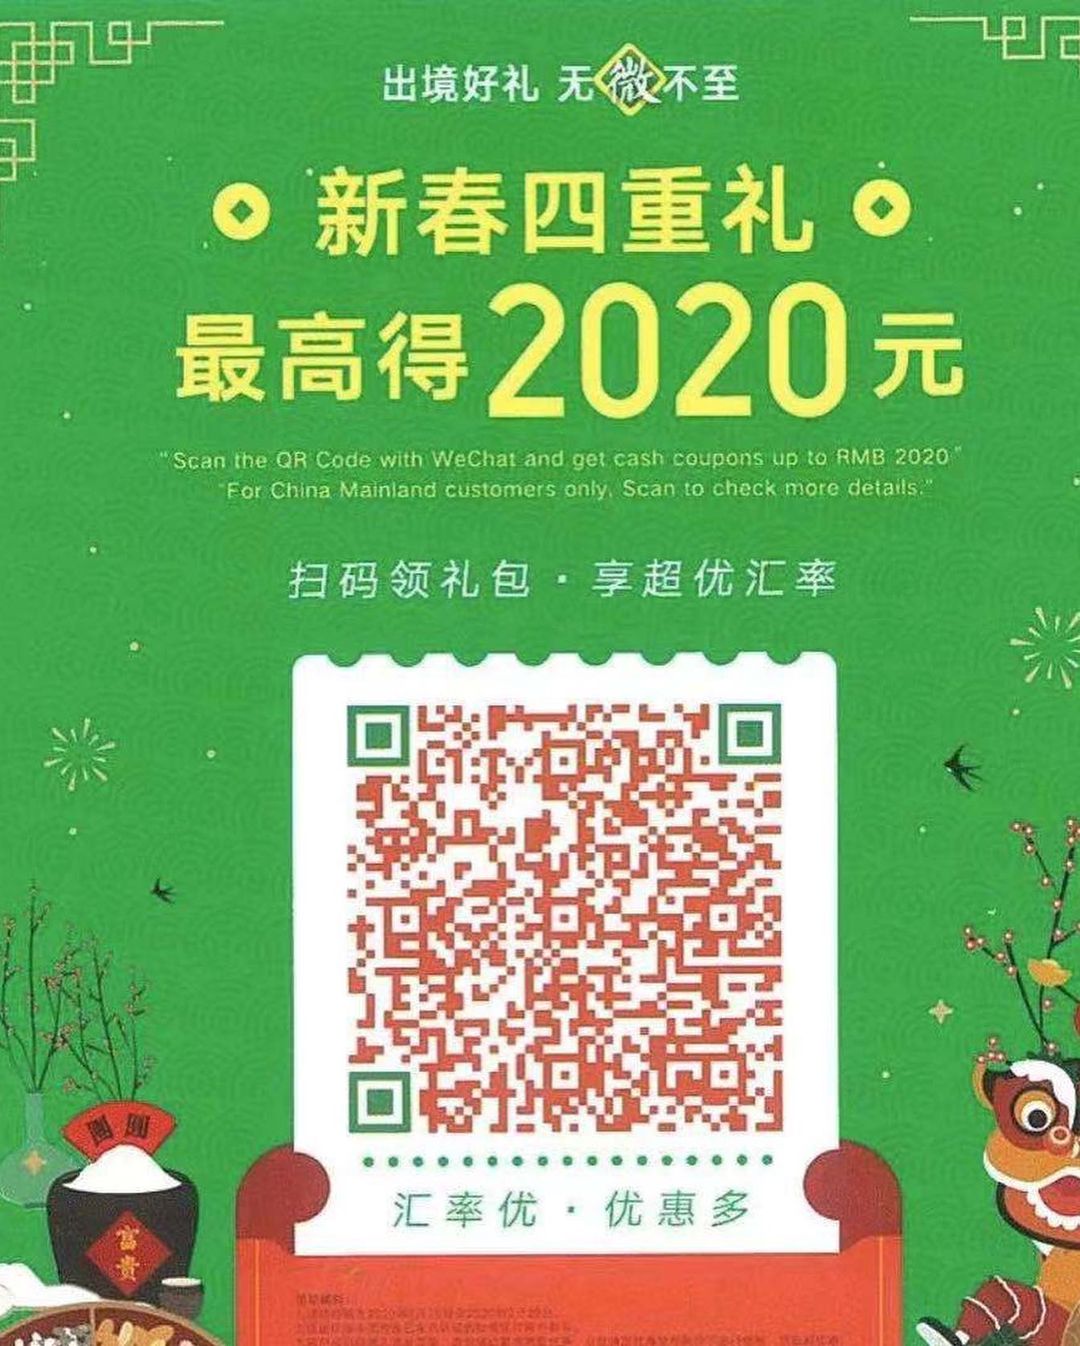 出境好礼 无微不至
新春四重礼
最高得2020元
“Scan the QR Code with WeChat and get cash coupons up to RMB 2020”
“For China Mainland customers only, Scan to check more details.”
扫码领礼包·享超优汇率
团圆
汇率优·优惠多
富贵